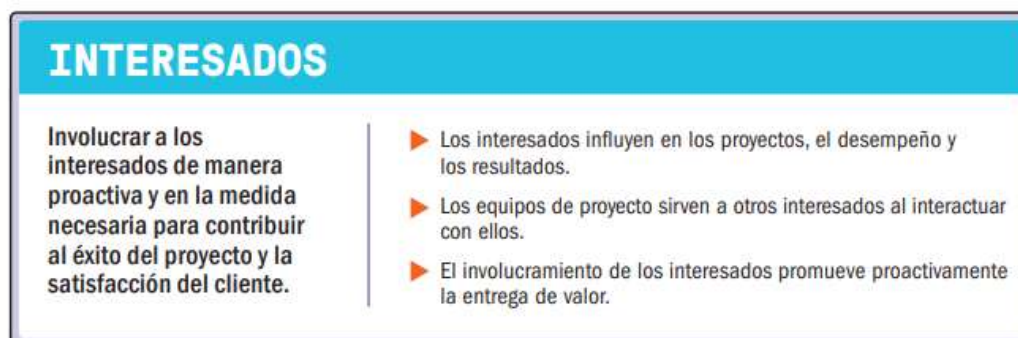 INTERESADOS
Involucrar a los
interesados de manera
proactiva y en la medida
necesaria para contribuir
al éxito del proyecto y la
satisfacción del cliente.
Los interesados influyen en los proyectos, el desempeño y
los resultados.
Los equipos de proyecto sirven a otros interesados al interactuar
con ellos.
El involucramiento de los interesados promueve proactivamente
la entrega de valor.